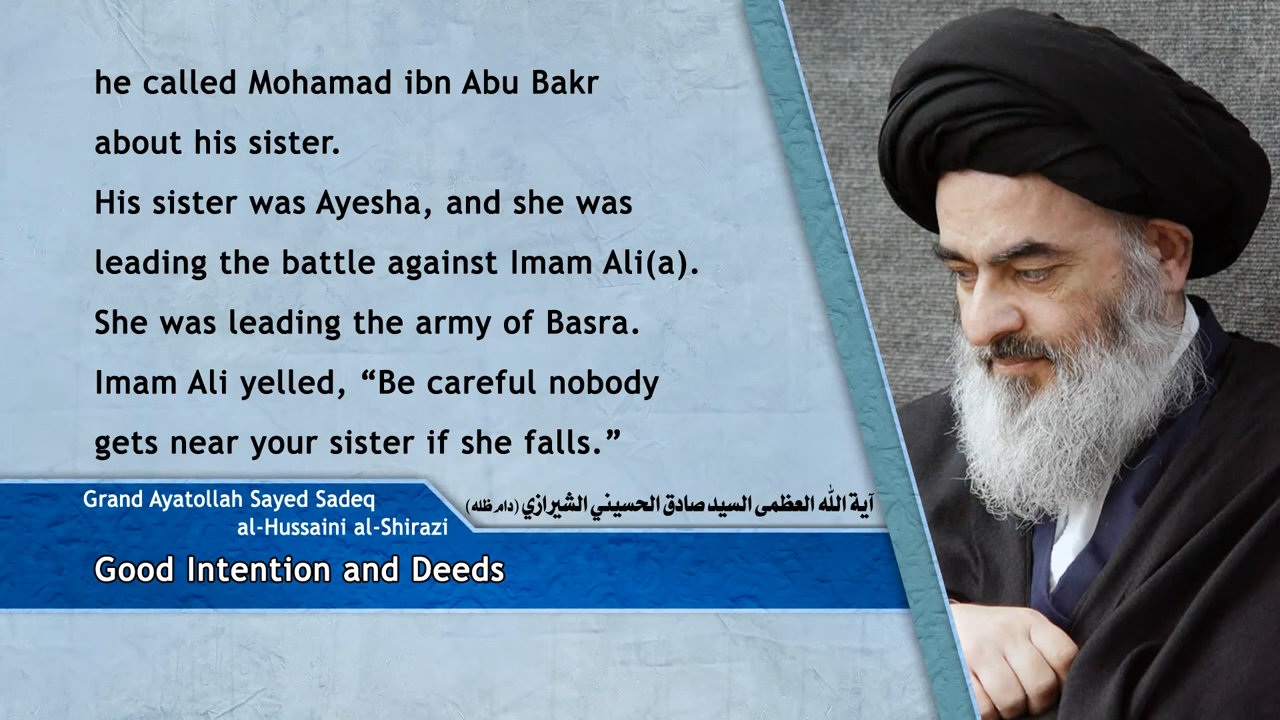 he called Mohamad ibn Abu Bakr
about his sister.
His sister was Ayesha, and she was
leading the battle against Imam Ali(a).
She was leading the army of Basra.
Imam Ali yelled, “Be careful nobody
gets near your sister if she falls.”
Grand Ayatollah Sayed Sadeq
al-Hussaini al-Shirazi
آية الله العظمى السيد صادق الحسيني الشيرازي (دام ظله)
Good Intention and Deeds